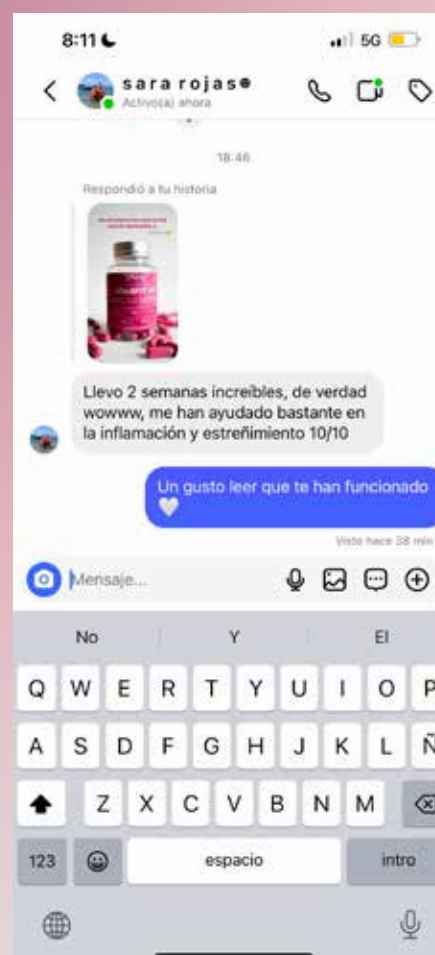 8:11
5G
sara rojas
Activo(a) ahora
18:46
Respondió a tu historia
Llevo 2 semanas increíbles, de verdad
wowww, me han ayudado bastante en
la inflamación y estreñimiento 10/10
Un gusto leer que te han funcionado
🤍
Visto hace 38 min
Mensaje...
No Y El
Q W E R T Y U I O P
A S D F G H J K L Ñ
Z X C V B N M
123 espacio intro